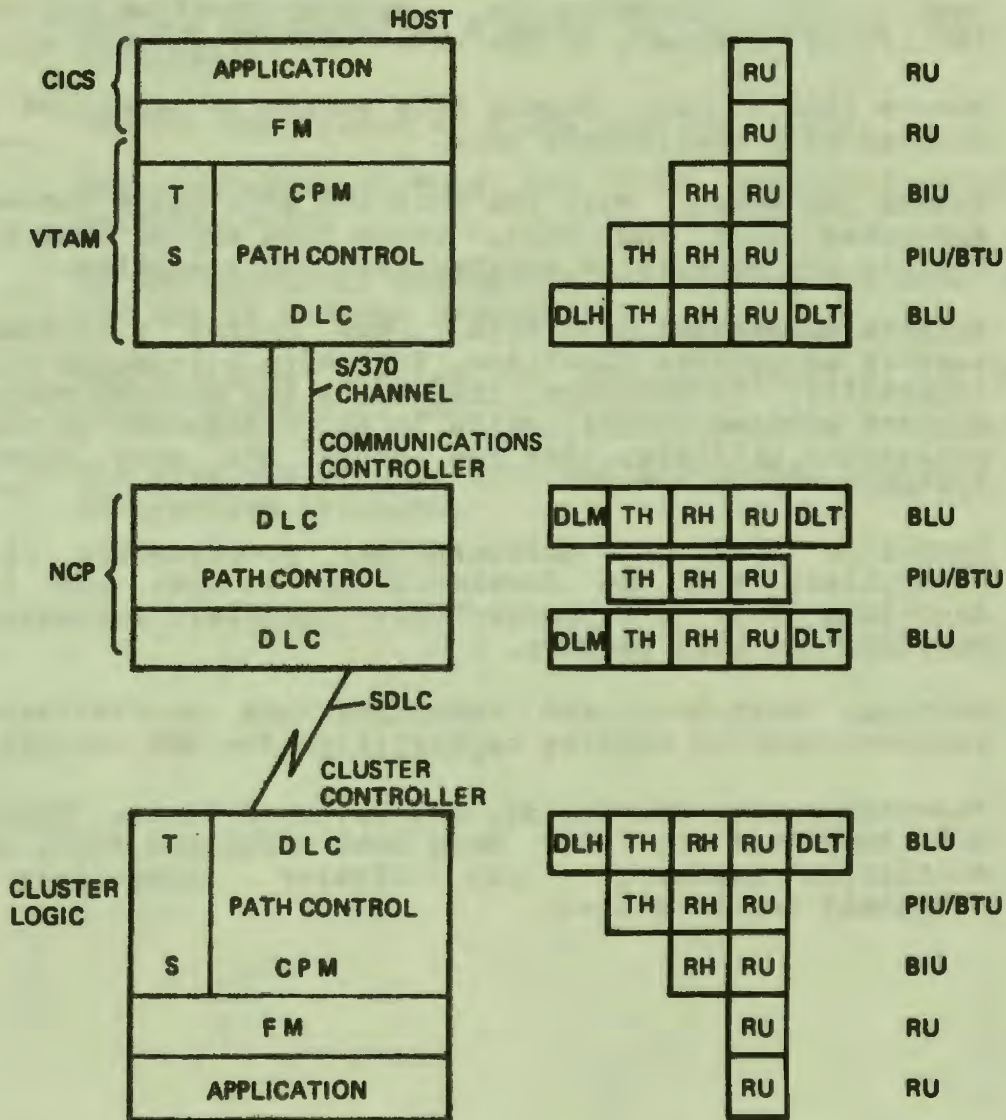 HOST
CICS
APPLICATION
RU
RU
FM
RU
RU
VTAM
T
CPM
RH RU
BIU
S
PATH CONTROL
TH RH RU
PIU/BTU
DLC
DLH TH RH RU DLT
BLU
S/370
CHANNEL
COMMUNICATIONS
CONTROLLER
DLC
DLM TH RH RU DLT
BLU
NCP
PATH CONTROL
TH RH RU
PIU/BTU
DLC
DLM TH RH RU DLT
BLU
SDLC
CLUSTER
CONTROLLER
T
DLC
DLH TH RH RU DLT
BLU
CLUSTER
LOGIC
PATH CONTROL
TH RH RU
PIU/BTU
S
CPM
RH RU
BIU
FM
RU
RU
APPLICATION
RU
RU